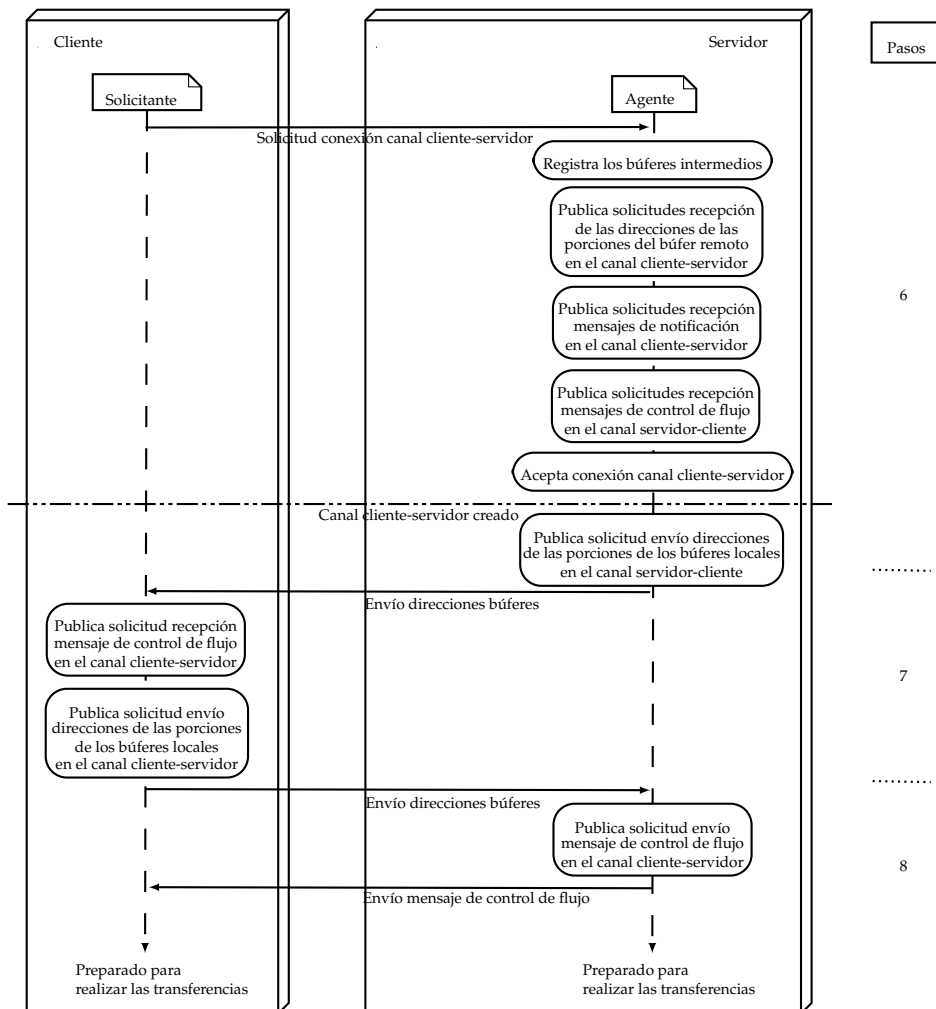 Cliente
Servidor
Pasos
Solicitante
Agente
Solicitud conexión canal cliente-servidor
Registra los búferes intermedios
Publica solicitudes recepción
de las direcciones de las
porciones del búfer remoto
en el canal cliente-servidor
6
Publica solicitudes recepción
mensajes de notificación
en el canal cliente-servidor
Publica solicitudes recepción
mensajes de control de flujo
en el canal servidor-cliente
Acepta conexión canal cliente-servidor
Canal cliente-servidor creado
Publica solicitud envío direcciones
de las porciones de los búferes locales
en el canal servidor-cliente
Envío direcciones búferes
Publica solicitud recepción
mensaje de control de flujo
en el canal cliente-servidor
7
Publica solicitud envío
direcciones de las porciones
de los búferes locales
en el canal cliente-servidor
Envío direcciones búferes
Publica solicitud envío
mensaje de control de flujo
en el canal cliente-servidor
8
Envío mensaje de control de flujo
Preparado para
realizar las transferencias
Preparado para
realizar las transferencias